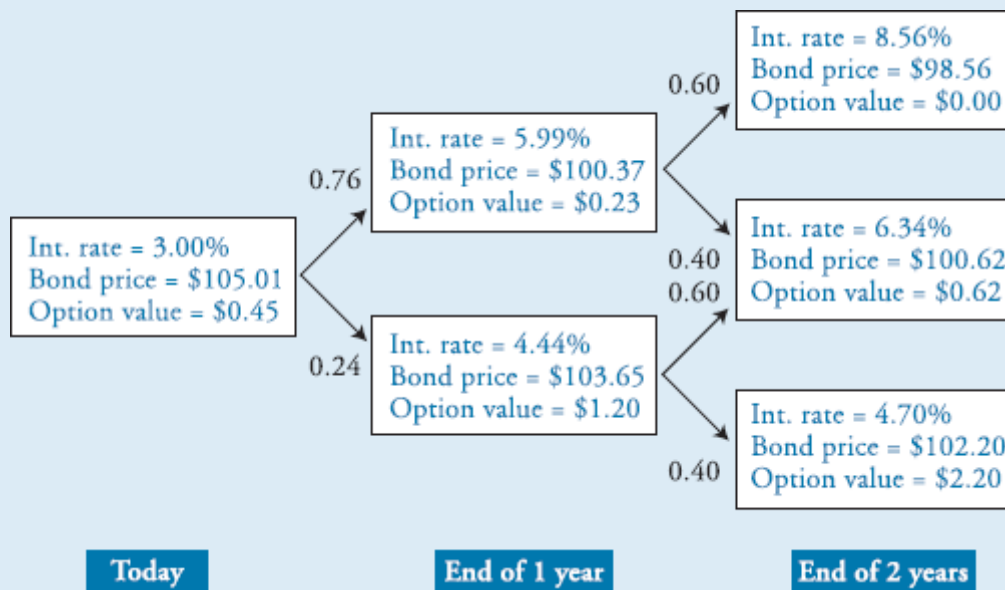 Int. rate = 8.56%
Bond price = $98.56
Option value = $0.00
0.60
Int. rate = 5.99%
Bond price = $100.37
Option value = $0.23
0.76
Int. rate = 6.34%
Bond price = $100.62
Option value = $0.62
0.40
0.60
Int. rate = 3.00%
Bond price = $105.01
Option value = $0.45
Int. rate = 4.44%
Bond price = $103.65
Option value = $1.20
0.24
Int. rate = 4.70%
Bond price = $102.20
Option value = $2.20
0.40
Today
End of 1 year
End of 2 years